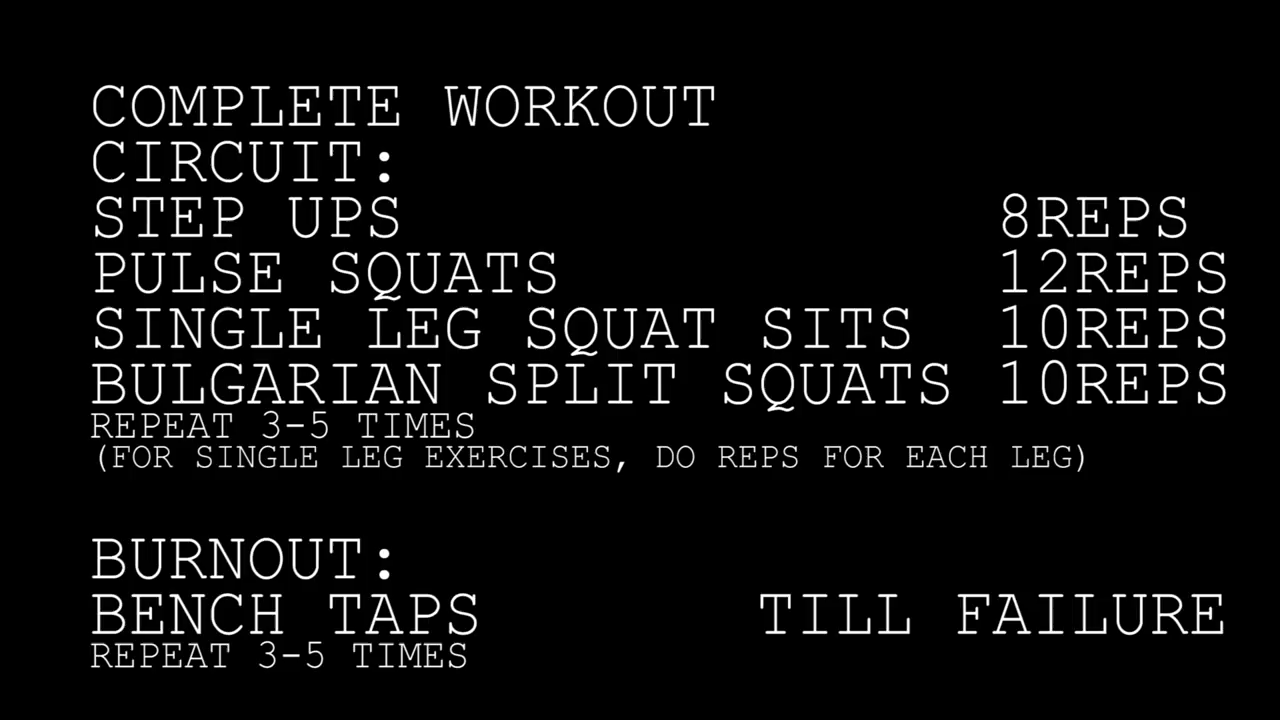 COMPLETE WORKOUT
CIRCUIT:
STEP UPS 8REPS
PULSE SQUATS 12REPS
SINGLE LEG SQUAT SITS 10REPS
BULGARIAN SPLIT SQUATS 10REPS
REPEAT 3-5 TIMES
(FOR SINGLE LEG EXERCISES, DO REPS FOR EACH LEG)
BURNOUT:
BENCH TAPS TILL FAILURE
REPEAT 3-5 TIMES